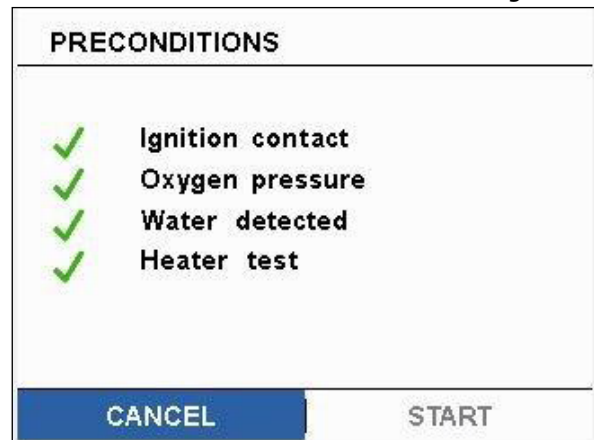 PRECONDITIONS
Ignition contact
Oxygen pressure
Water detected
Heater test
CANCEL START